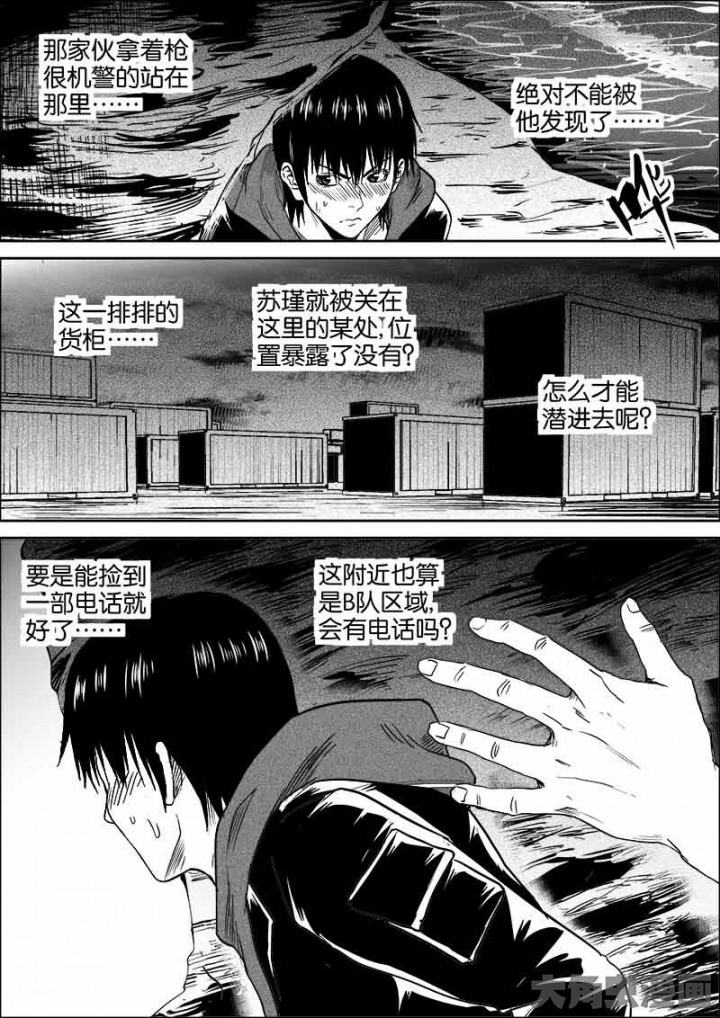 那家伙拿着枪
很机警的站在
那里……
绝对不能被
他发现了……
这一排排的
货柜……
苏瑾就被关在
这里的某处,位
置暴露了没有?
怎么才能
潜进去呢?
要是能捡到
一部电话就
好了……
这附近也算
是B队区域,
会有电话吗?